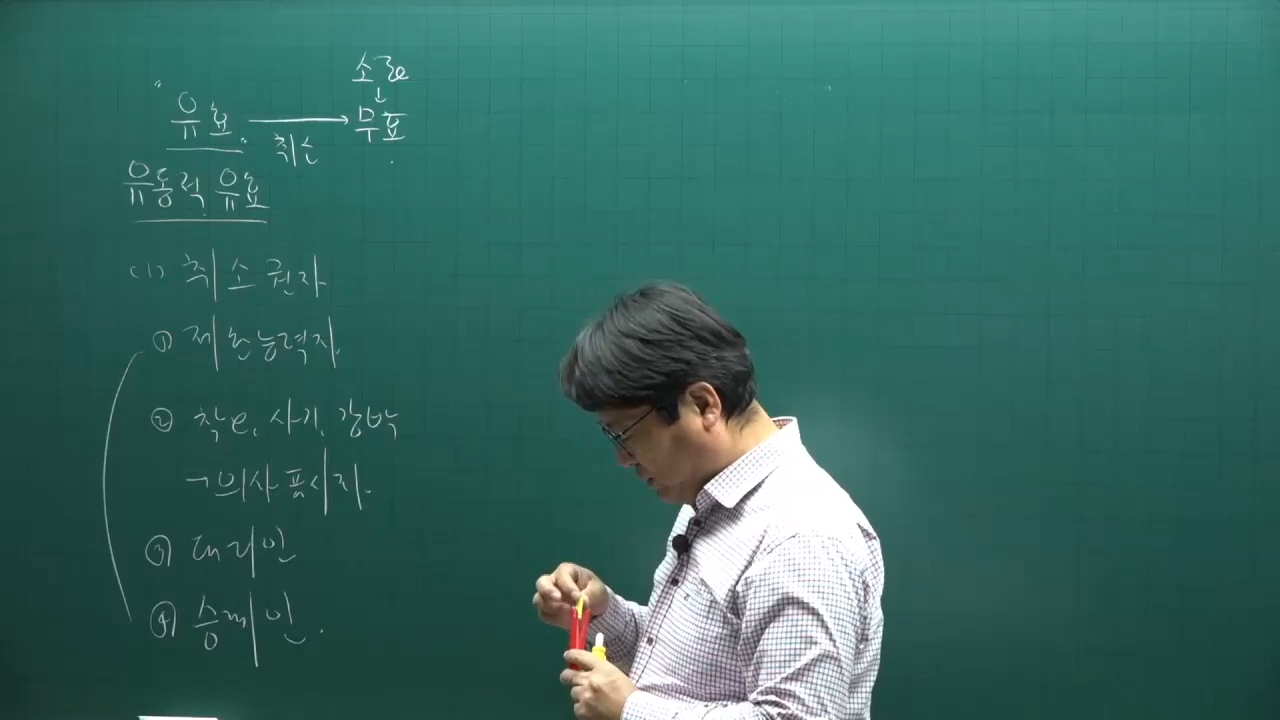 소급
↓
"유효" → 무효
취소
유동적 유효
(1) 취소권자
① 제한능력자.
② 착오, 사기, 강박
ㄱ의사표시자.
③ 대리인
④ 승계인.